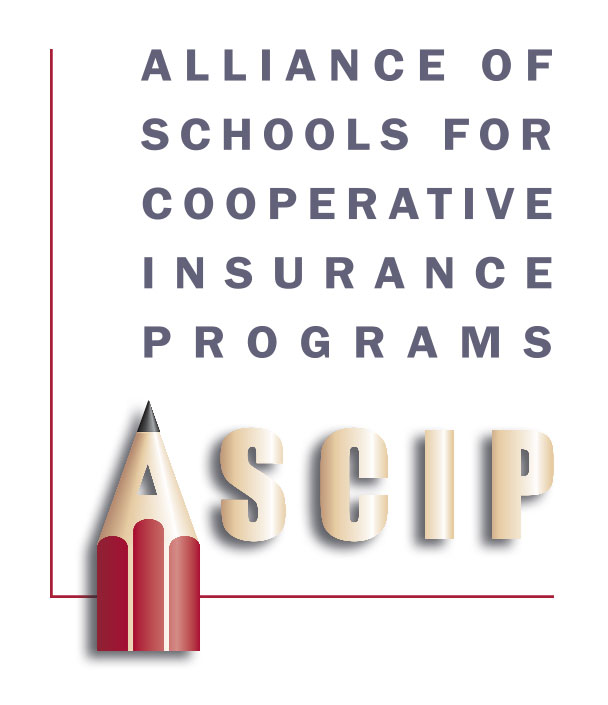 ALLIANCE OF
SCHOOLS FOR
COOPERATIVE
INSURANCE
PROGRAMS
ASCIP